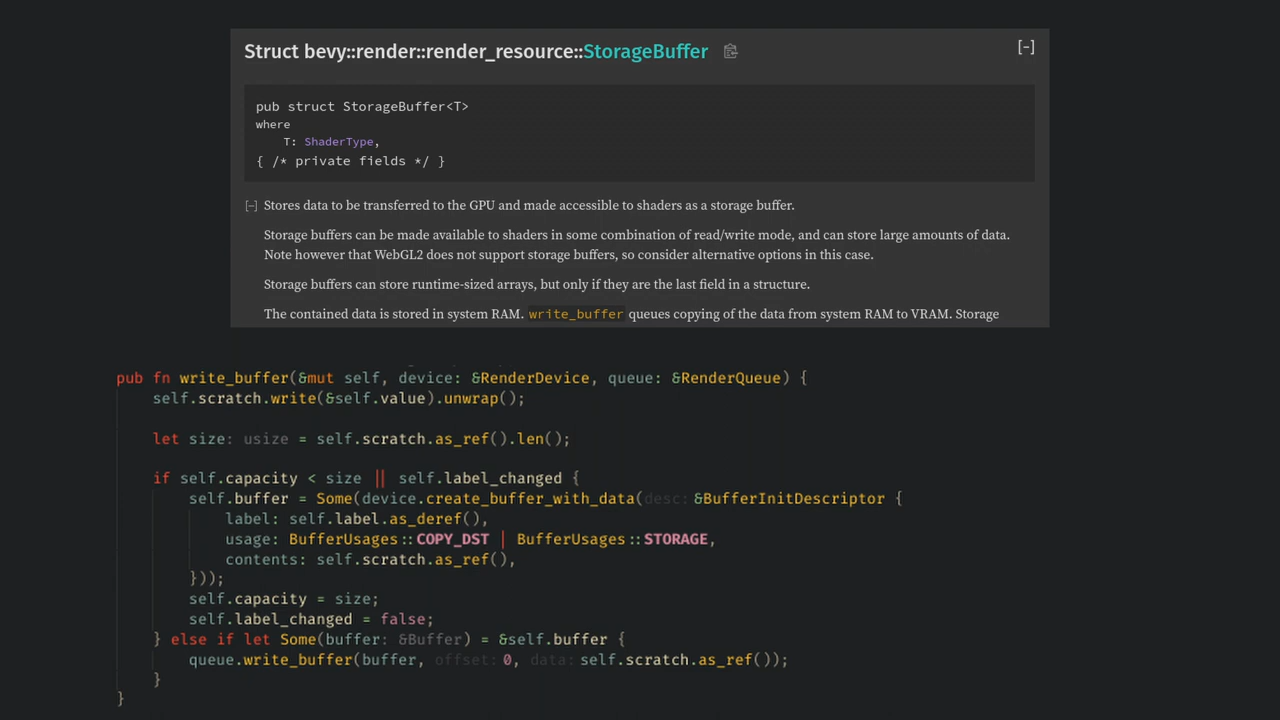 Struct bevy::render::render_resource::StorageBuffer [-]
pub struct StorageBuffer<T>
where
    T: ShaderType,
{ /* private fields */ }
[-] Stores data to be transferred to the GPU and made accessible to shaders as a storage buffer.
Storage buffers can be made available to shaders in some combination of read/write mode, and can store large amounts of data.
Note however that WebGL2 does not support storage buffers, so consider alternative options in this case.
Storage buffers can store runtime-sized arrays, but only if they are the last field in a structure.
The contained data is stored in system RAM. write_buffer queues copying of the data from system RAM to VRAM. Storage
pub fn write_buffer(&mut self, device: &RenderDevice, queue: &RenderQueue) {
    self.scratch.write(&self.value).unwrap();
    let size: usize = self.scratch.as_ref().len();
    if self.capacity < size || self.label_changed {
        self.buffer = Some(device.create_buffer_with_data(desc: &BufferInitDescriptor {
            label: self.label.as_deref(),
            usage: BufferUsages::COPY_DST | BufferUsages::STORAGE,
            contents: self.scratch.as_ref(),
        }));
        self.capacity = size;
        self.label_changed = false;
    } else if let Some(buffer: &Buffer) = &self.buffer {
        queue.write_buffer(buffer, offset: 0, data: self.scratch.as_ref());
    }
}